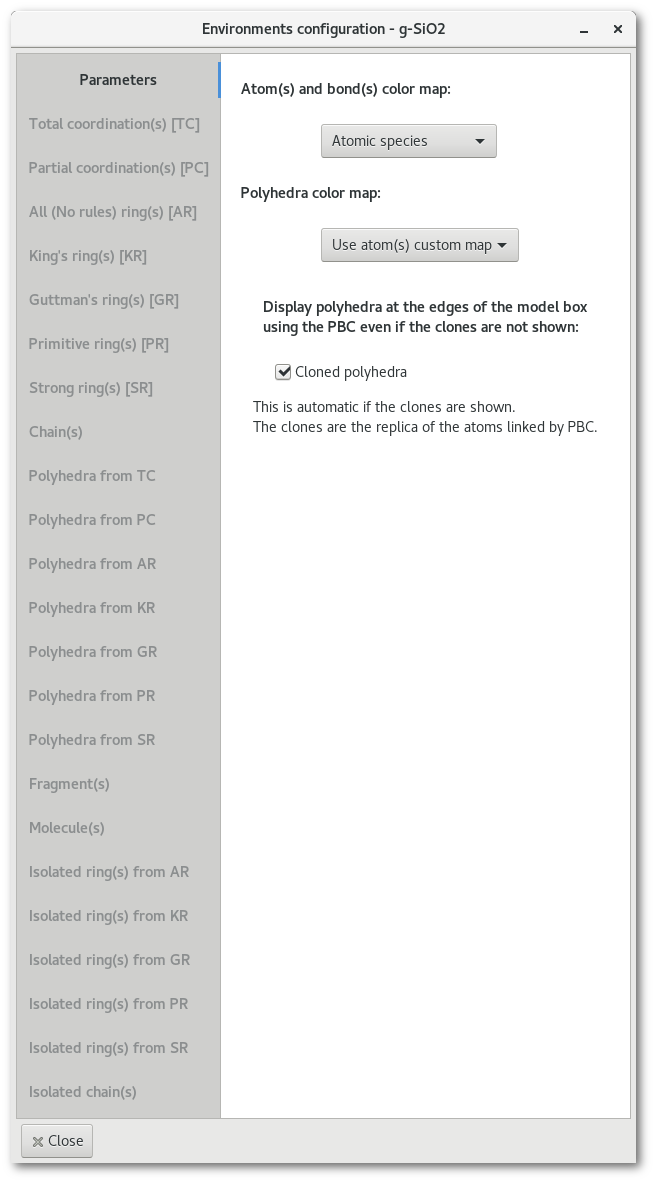 Environments configuration - g-SiO2
Parameters
Total coordination(s) [TC]
Partial coordination(s) [PC]
All (No rules) ring(s) [AR]
King's ring(s) [KR]
Guttman's ring(s) [GR]
Primitive ring(s) [PR]
Strong ring(s) [SR]
Chain(s)
Polyhedra from TC
Polyhedra from PC
Polyhedra from AR
Polyhedra from KR
Polyhedra from GR
Polyhedra from PR
Polyhedra from SR
Fragment(s)
Molecule(s)
Isolated ring(s) from AR
Isolated ring(s) from KR
Isolated ring(s) from GR
Isolated ring(s) from PR
Isolated ring(s) from SR
Isolated chain(s)
Atom(s) and bond(s) color map:
Atomic species
Polyhedra color map:
Use atom(s) custom map
Display polyhedra at the edges of the model box
using the PBC even if the clones are not shown:
Cloned polyhedra
This is automatic if the clones are shown.
The clones are the replica of the atoms linked by PBC.
Close